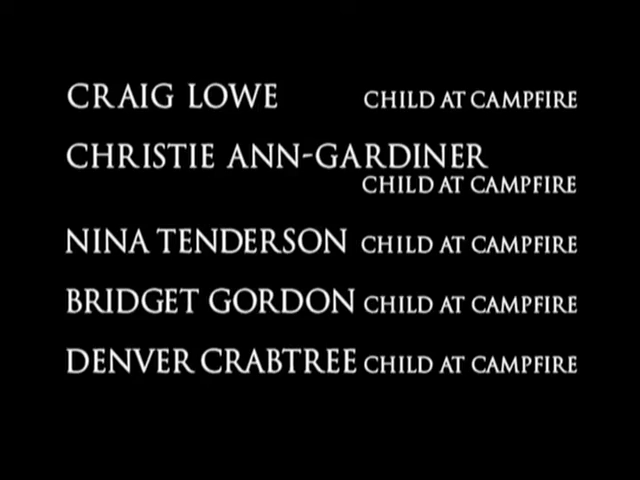 CRAIG LOWE CHILD AT CAMPFIRE
CHRISTIE ANN-GARDINER
CHILD AT CAMPFIRE
NINA TENDERSON CHILD AT CAMPFIRE
BRIDGET GORDON CHILD AT CAMPFIRE
DENVER CRABTREE CHILD AT CAMPFIRE